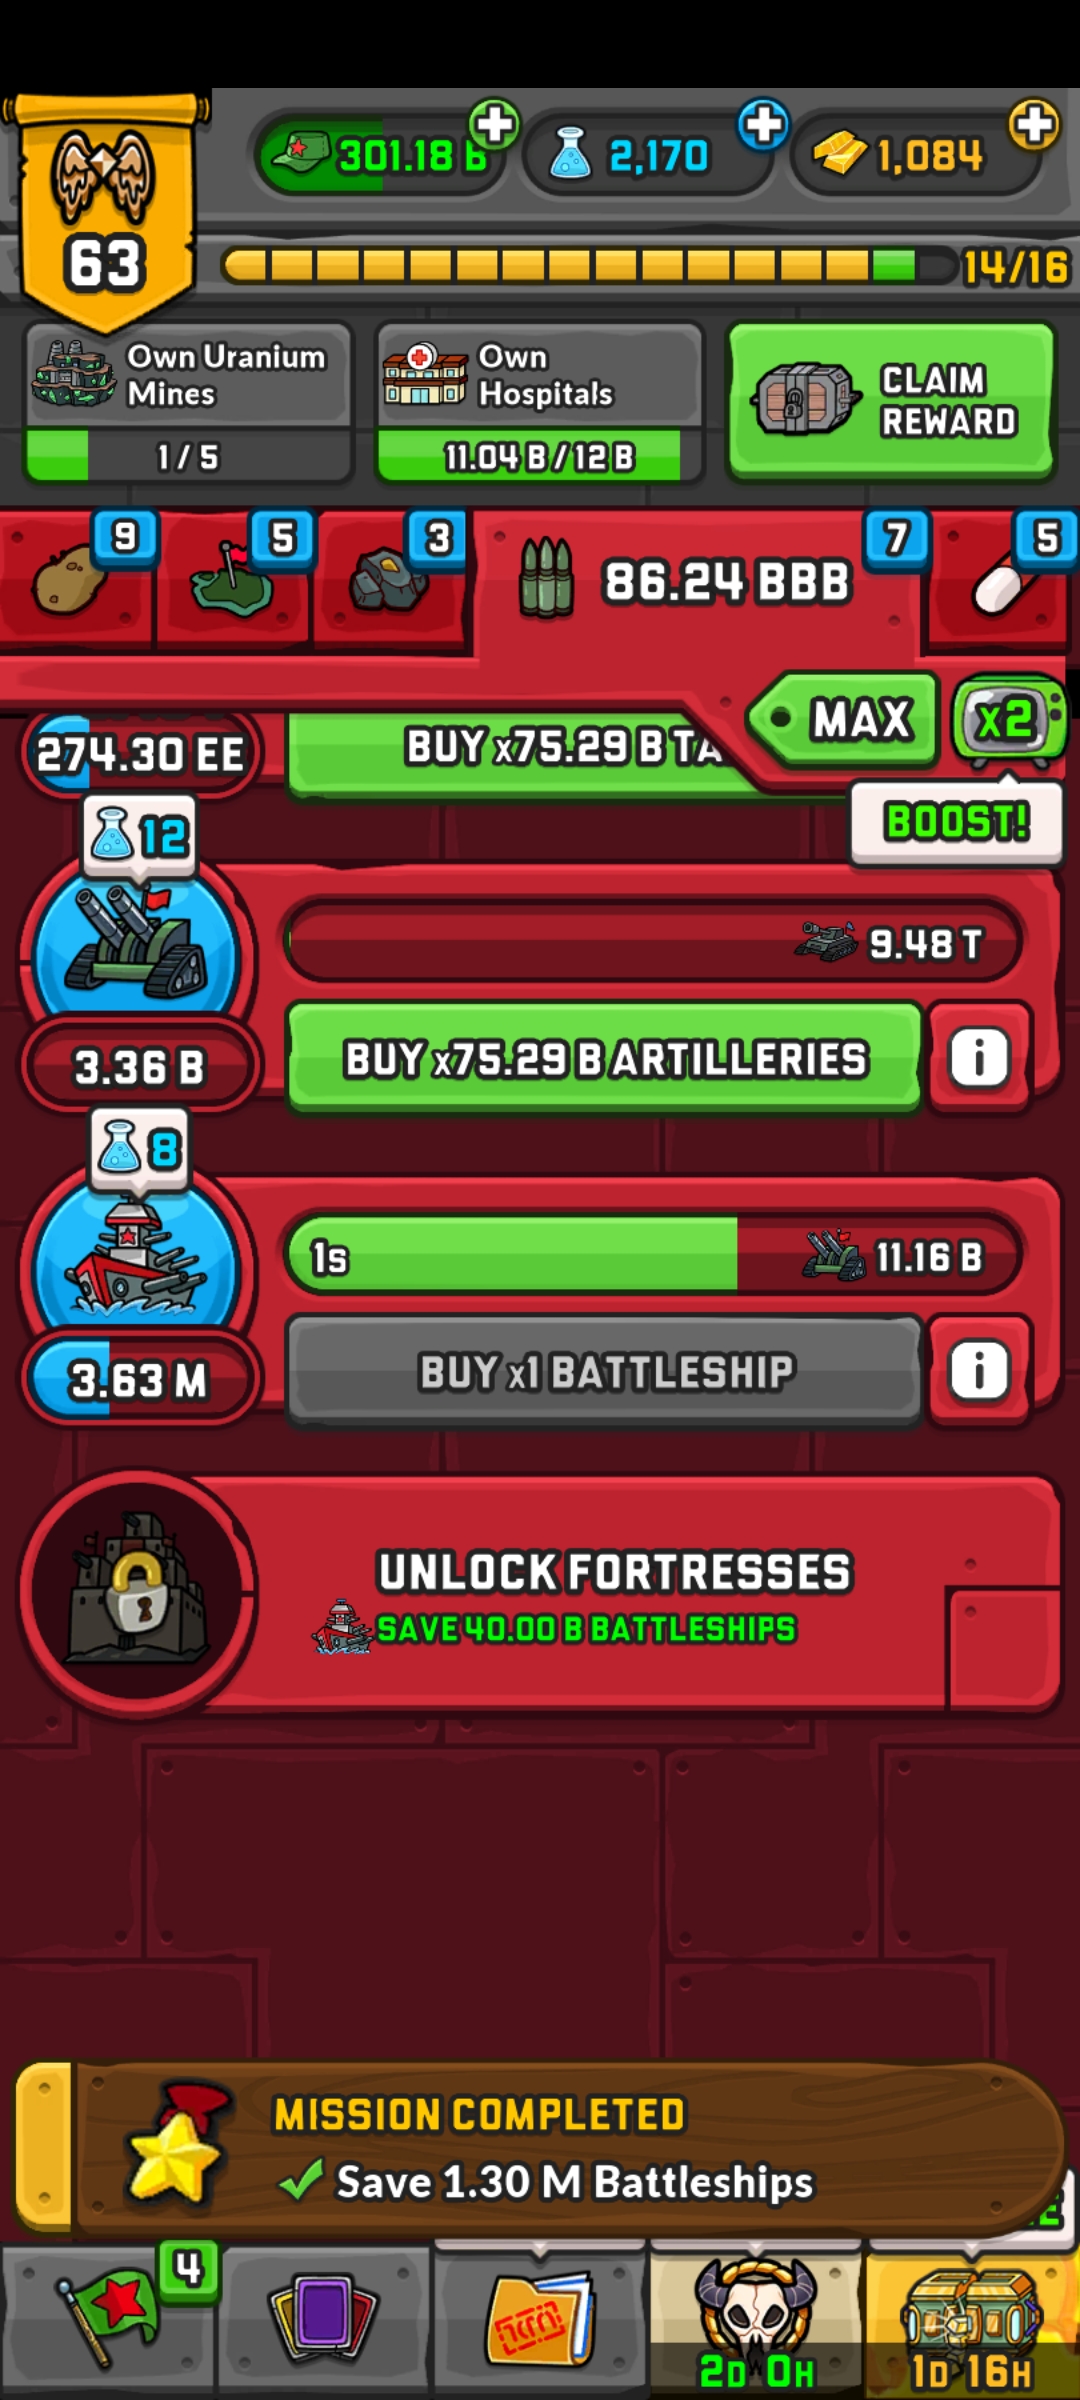 63
301.18 B
2,170
1,084
14/16
Own Uranium
Mines
1 / 5
Own
Hospitals
11.04 B / 12 B
CLAIM
REWARD
9
5
3
86.24 BBB
7
5
MAX
x2
BOOST!
274.30 EE
BUY x75.29 B TA
12
9.48 T
3.36 B
BUY x75.29 B ARTILLERIES
i
8
1s
11.16 B
3.63 M
BUY x1 BATTLESHIP
i
UNLOCK FORTRESSES
SAVE 40.00 B BATTLESHIPS
MISSION COMPLETED
Save 1.30 M Battleships
4
2D 0H
1D 16H